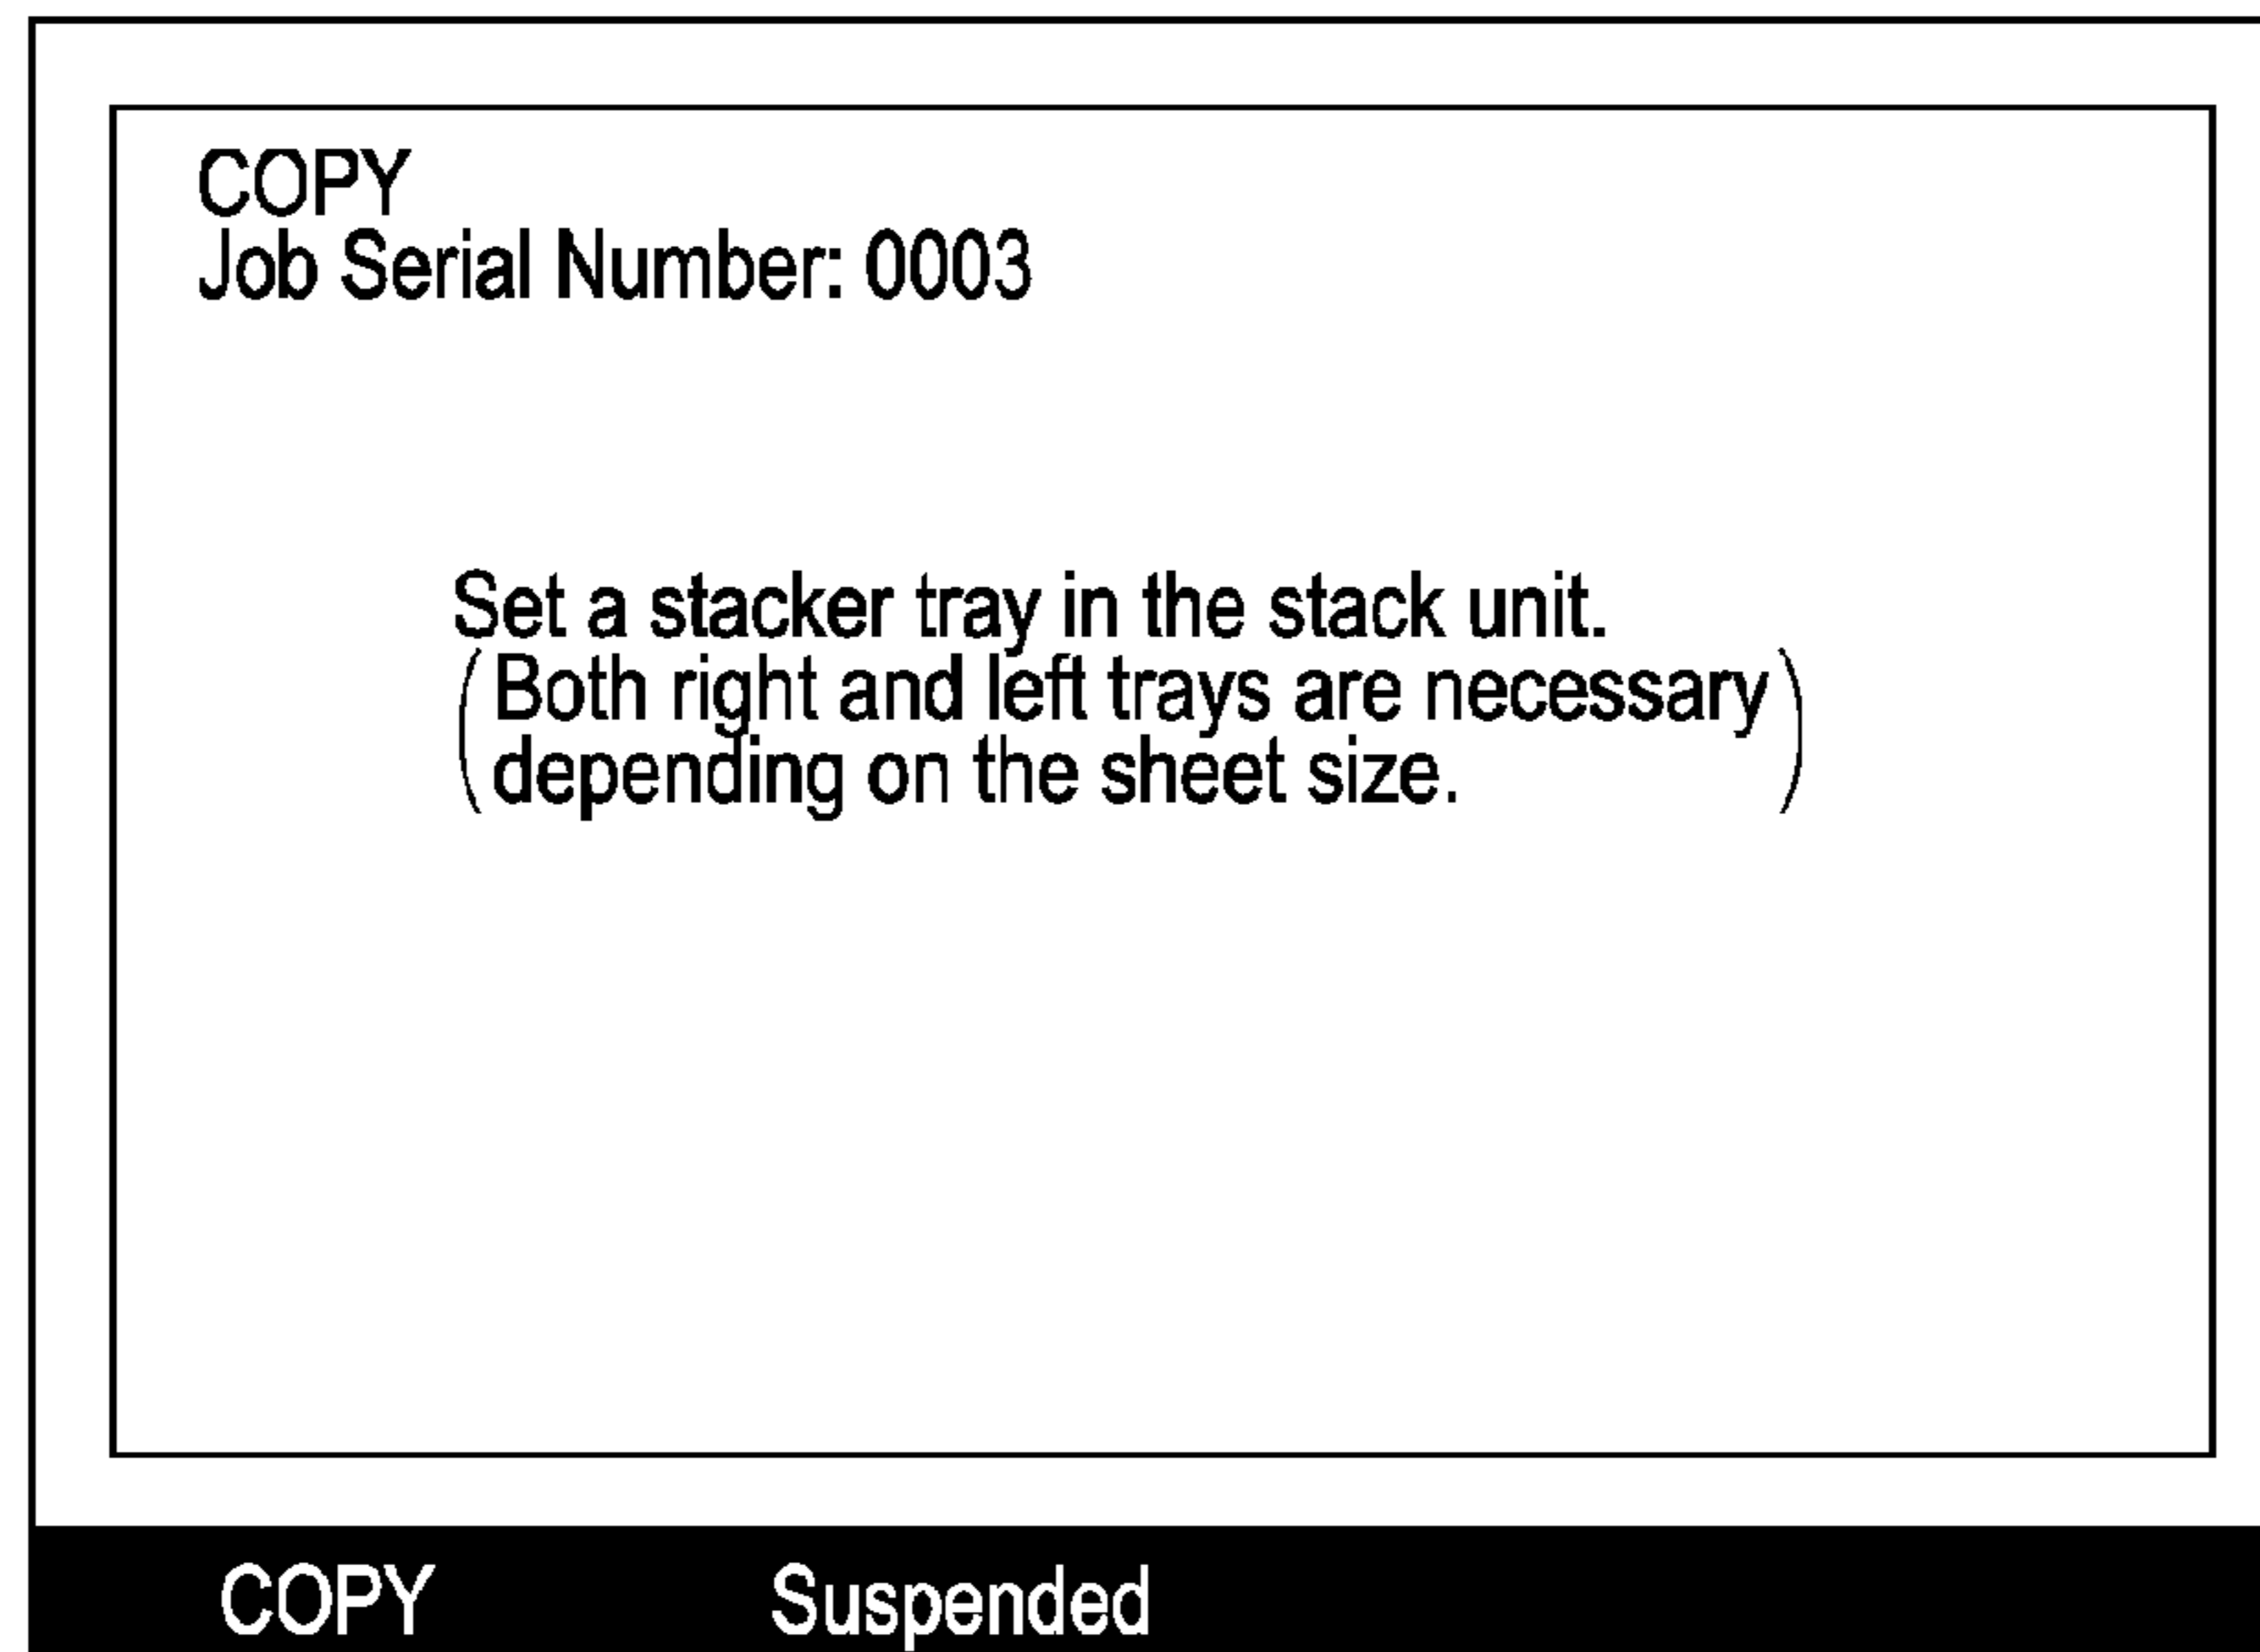 COPY
Job Serial Number: 0003
Set a stacker tray in the stack unit.
(Both right and left trays are necessary
depending on the sheet size.)
COPY Suspended